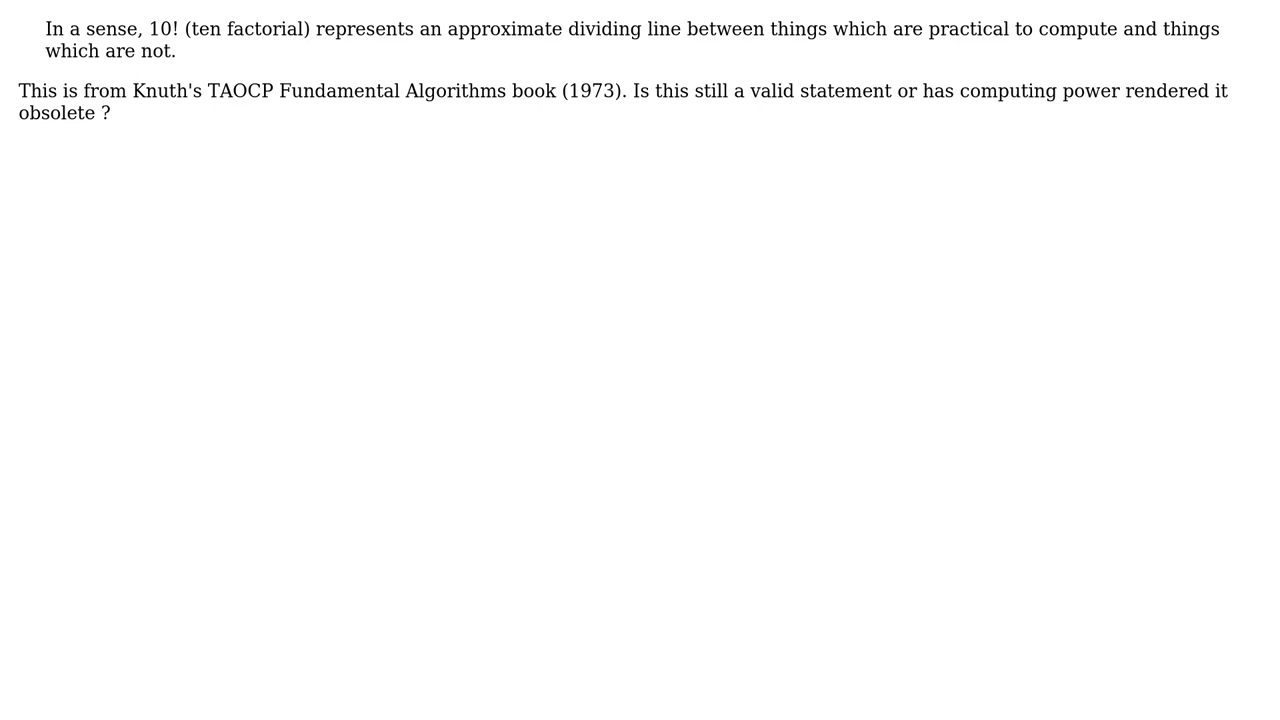 In a sense, 10! (ten factorial) represents an approximate dividing line between things which are practical to compute and things
which are not.
This is from Knuth's TAOCP Fundamental Algorithms book (1973). Is this still a valid statement or has computing power rendered it
obsolete ?